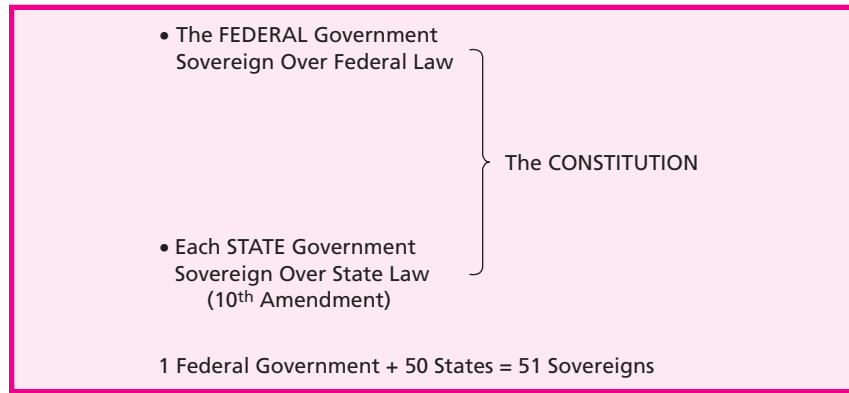 • The FEDERAL Government
Sovereign Over Federal Law
The CONSTITUTION
• Each STATE Government
Sovereign Over State Law
(10th Amendment)
1 Federal Government + 50 States = 51 Sovereigns